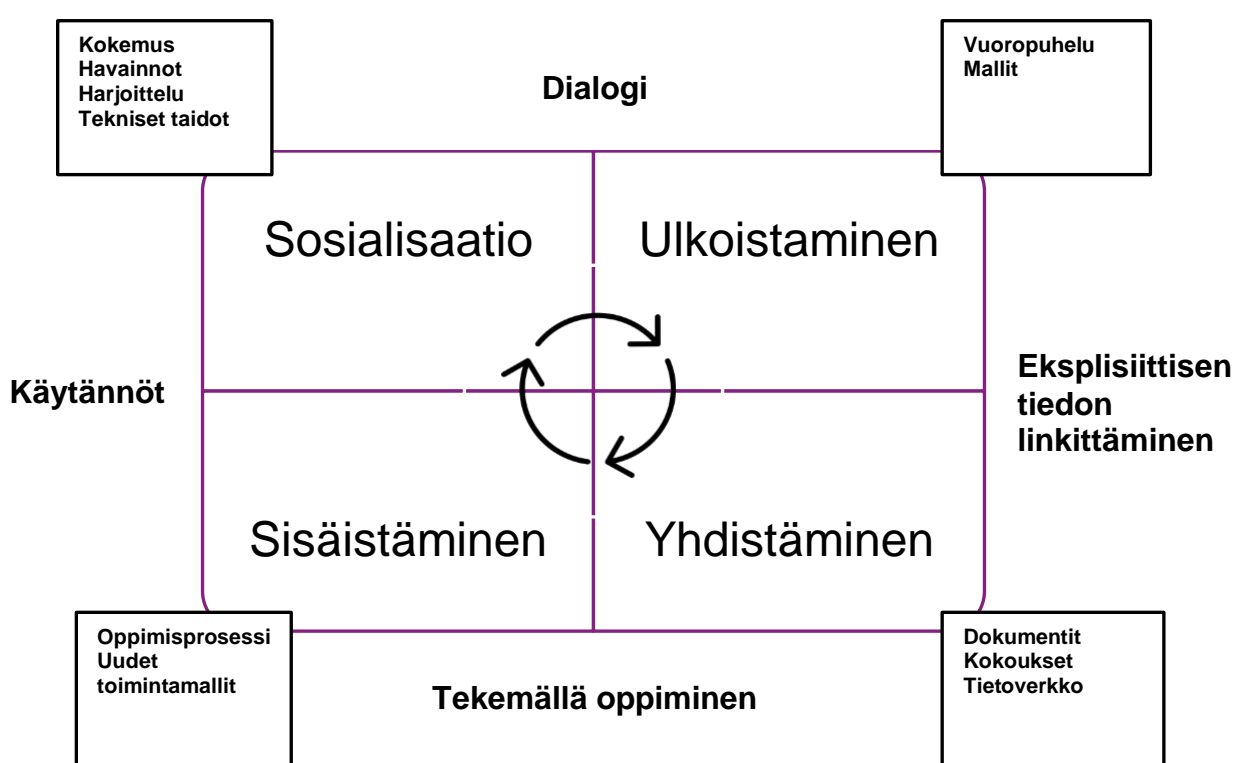 Kokemus
Havainnot
Harjoittelu
Tekniset taidot
Dialogi
Vuoropuhelu
Mallit
Sosialisaatio
Ulkoistaminen
Käytännöt
Eksplisiittisen
tiedon
linkittäminen
Sisäistäminen
Yhdistäminen
Oppimisprosessi
Uudet
toimintamallit
Tekemällä oppiminen
Dokumentit
Kokoukset
Tietoverkko